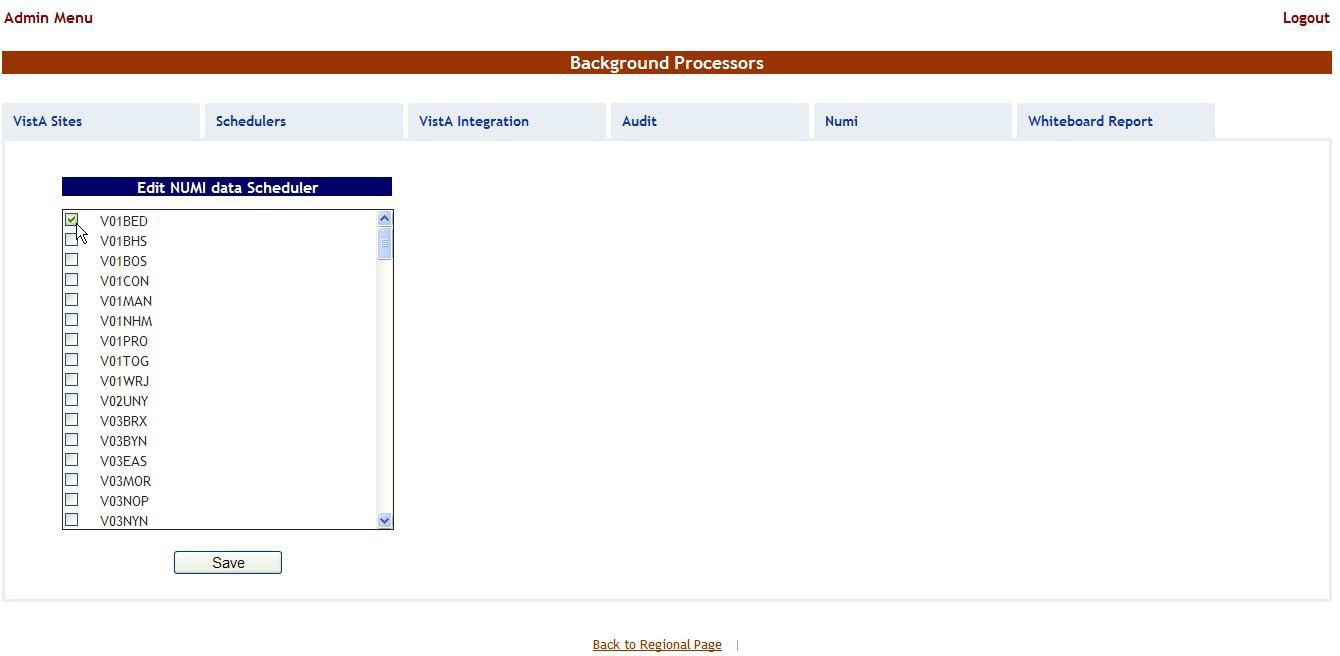 Admin Menu Logout
Background Processors
VistA Sites Schedulers VistA Integration Audit Numi Whiteboard Report
Edit NUMI data Scheduler
V01BED
V01BHS
V01BOS
V01CON
V01MAN
V01NHM
V01PRO
V01TOG
V01WRJ
V02UNY
V03BRX
V03BYN
V03EAS
V03MOR
V03NOP
V03NYN
Save
Back to Regional Page |